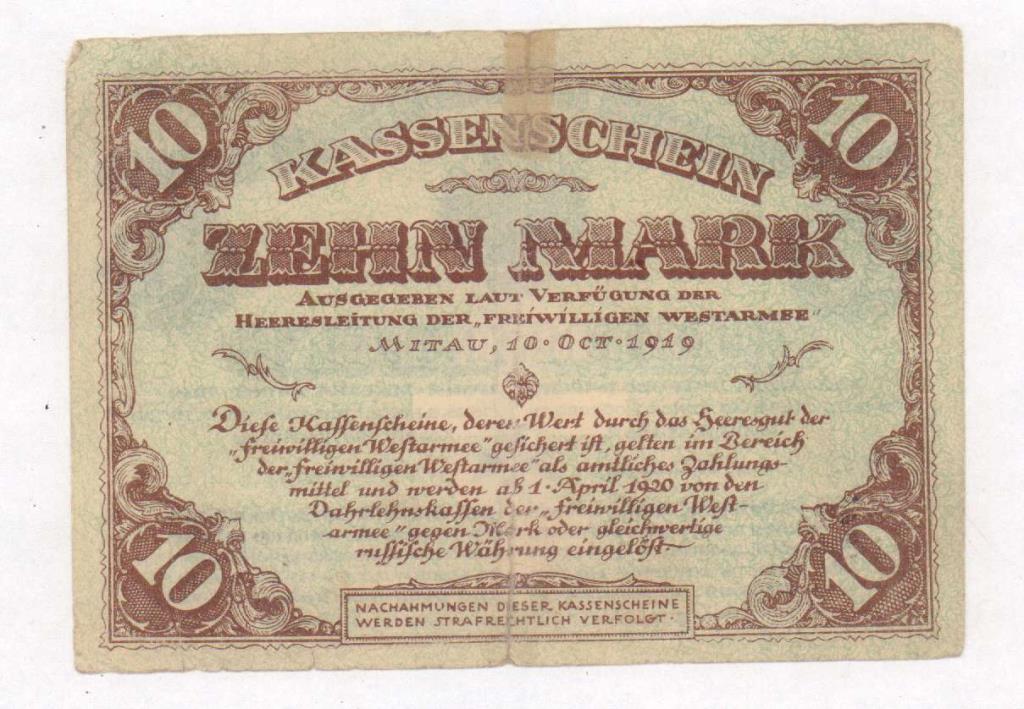 10 10
KASSENSCHEIN
ZEHN MARK
AUSGEGEBEN LAUT VERFÜGUNG DER
HEERESLEITUNG DER „FREIWILLIGEN WESTARMEE“
MITAU, 10. OCT. 1919
Diese Kassenscheine, deren Wert durch das Heeresgut der
„freiwilligen Westarmee“ gesichert ist, gelten im Bereich
der „freiwilligen Westarmee“ als amtliches Zahlungs-
mittel und werden ab 1. April 1920 von den
Dahrlehnskassen der „freiwilligen West-
armee“ gegen Mark oder gleichwertige
russische Währung eingelöst.
10 10
NACHAHMUNGEN DIESER KASSENSCHEINE
WERDEN STRAFRECHTLICH VERFOLGT.